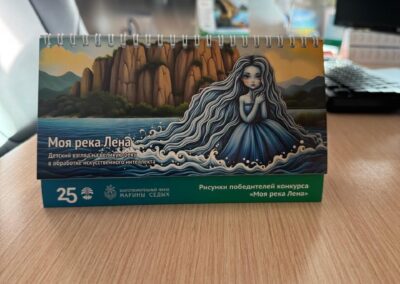 Моя река Лена
Детский взгляд на великую реку
в обработке искусственного интеллекта
25
БЛАГОТВОРИТЕЛЬНЫЙ ФОНД
МАРИНЫ СЕДЫХ
Рисунки победителей конкурса
«Моя река Лена»